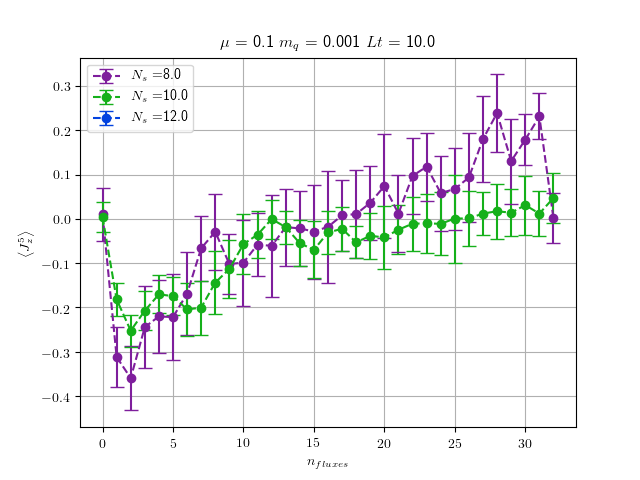 μ = 0.1 m_q = 0.001 Lt = 10.0
N_s =8.0
N_s =10.0
N_s =12.0
⟨J_z^5⟩
0.3
0.2
0.1
0.0
−0.1
−0.2
−0.3
−0.4
0 5 10 15 20 25 30
n_{fluxes}